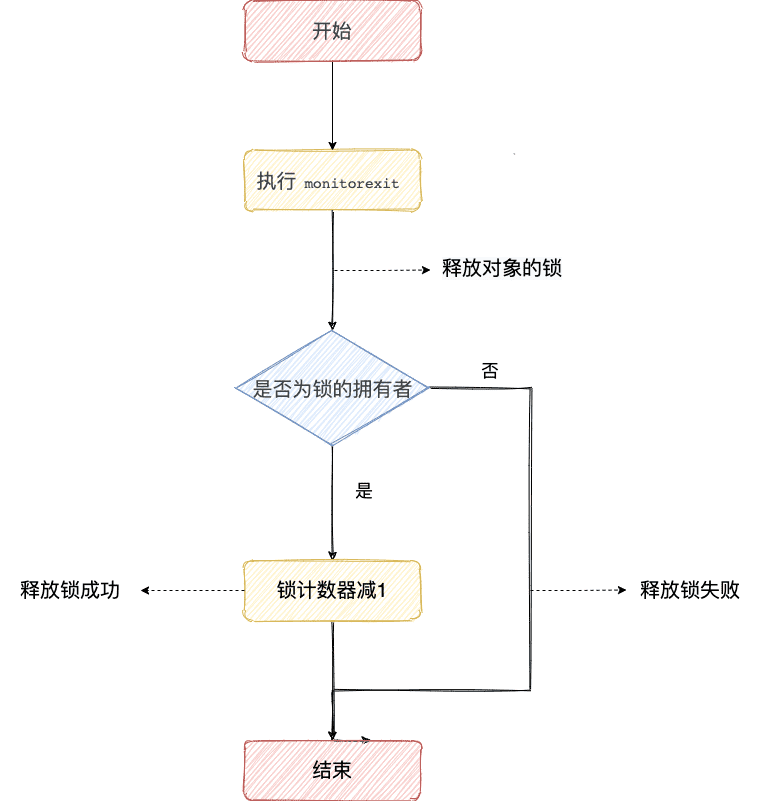 开始
执行 monitorexit
释放对象的锁
是否为锁的拥有者
否
是
释放锁成功
锁计数器减1
释放锁失败
结束